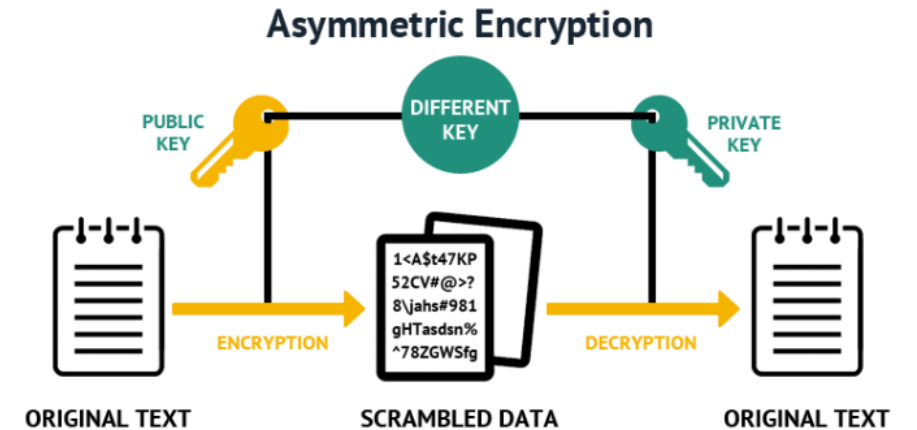 Asymmetric Encryption
PUBLIC
KEY
DIFFERENT
KEY
PRIVATE
KEY
1<A$t47KP
52CV#@>?
8\jahs#981
gHTasdsn%
^78ZGWSfg
ENCRYPTION
DECRYPTION
ORIGINAL TEXT
SCRAMBLED DATA
ORIGINAL TEXT